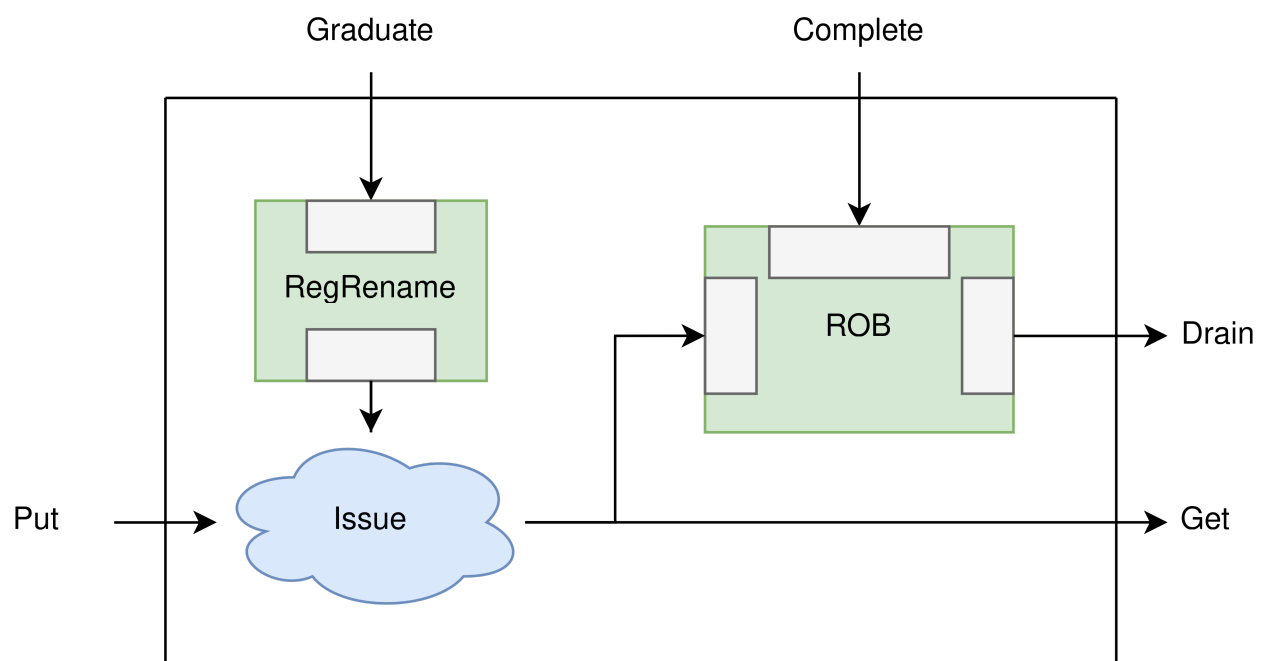 Graduate
Complete
RegRename
ROB
Drain
Put
Issue
Get